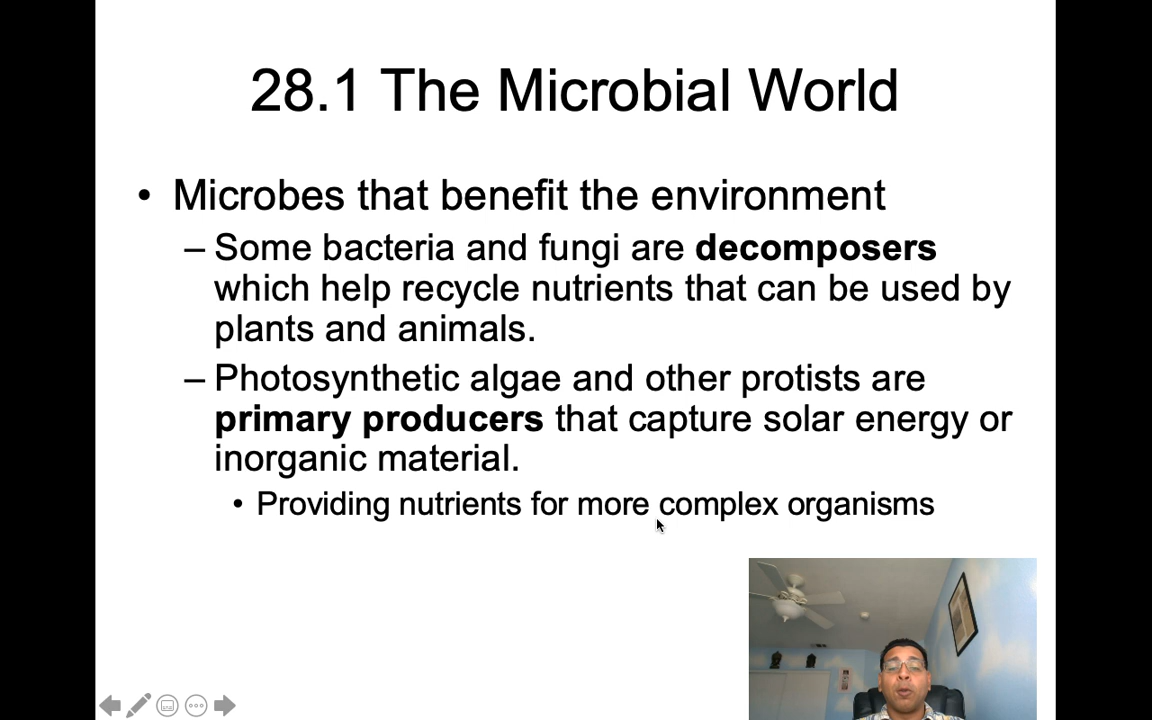 28.1 The Microbial World
• Microbes that benefit the environment
– Some bacteria and fungi are decomposers
which help recycle nutrients that can be used by
plants and animals.
– Photosynthetic algae and other protists are
primary producers that capture solar energy or
inorganic material.
• Providing nutrients for more complex organisms